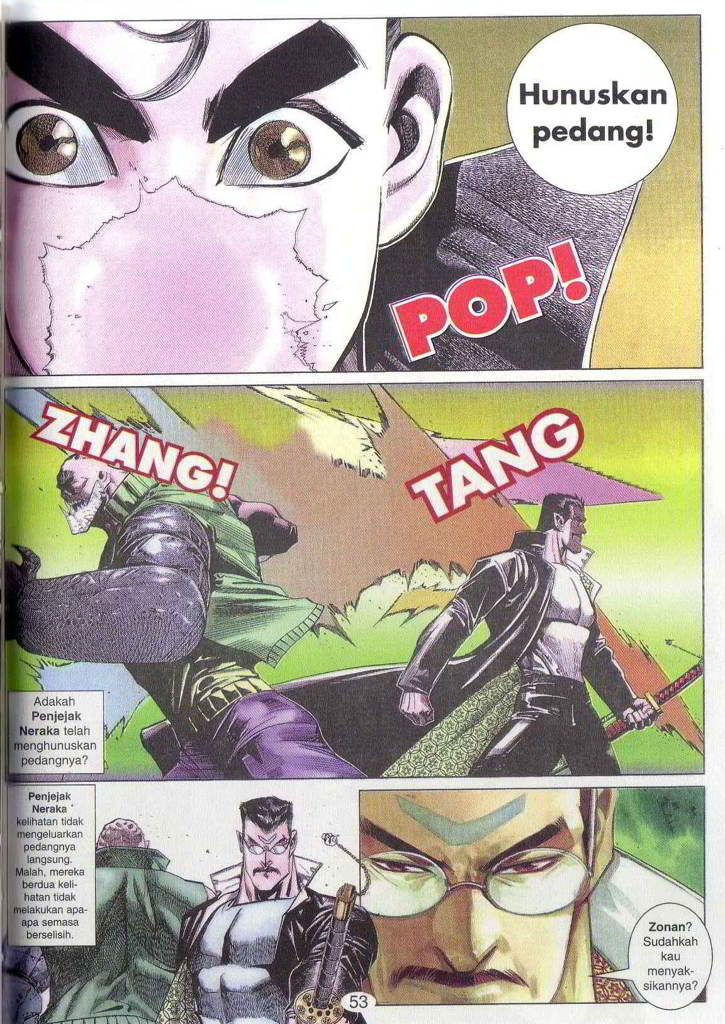 Hunuskan
pedang!
POP!
ZHANG!
TANG
Adakah
Penjejak
Neraka telah
menghunuskan
pedangnya?
Penjejak
Neraka
kelihatan tidak
mengeluarkan
pedangnya
langsung.
Malah, mereka
berdua keli-
hatan tidak
melakukan apa-
apa semasa
berselisih.
Zonan?
Sudahkah
kau
menyak-
sikannya?
53